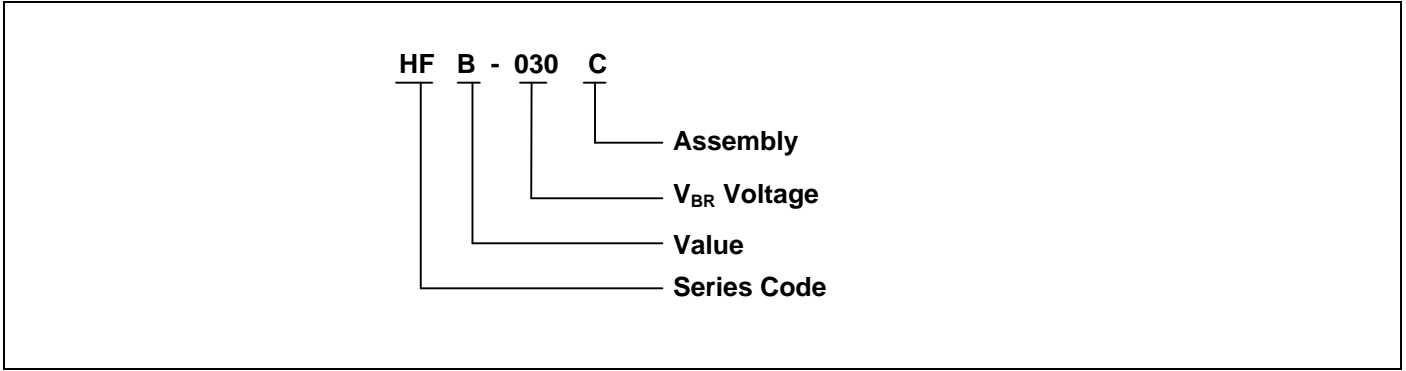 HF B - 030 C
Assembly
VBR Voltage
Value
Series Code